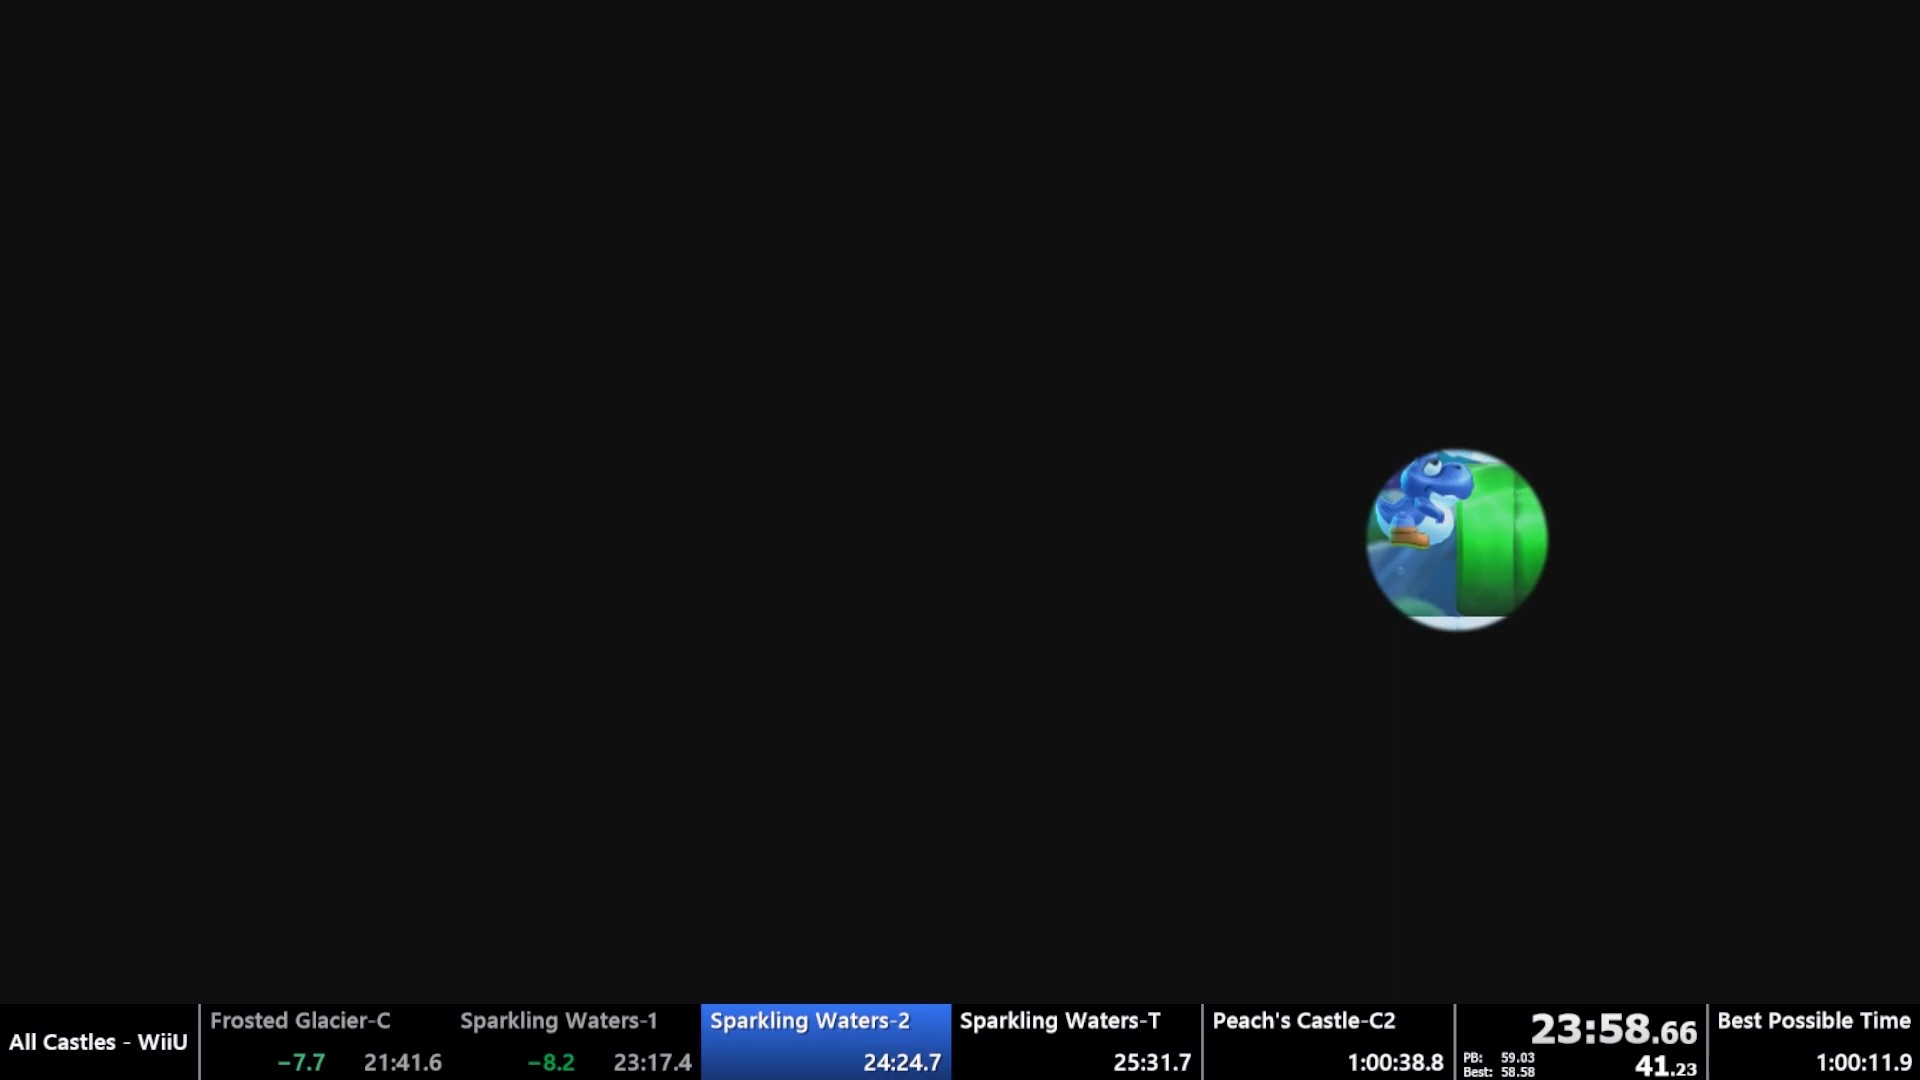 All Castles - WiiU
Frosted Glacier-C
−7.7 21:41.6
Sparkling Waters-1
−8.2 23:17.4
Sparkling Waters-2
24:24.7
Sparkling Waters-T
25:31.7
Peach's Castle-C2
1:00:38.8
23:58.66
PB: 59.03
Best: 58.58
41.23
Best Possible Time
1:00:11.9